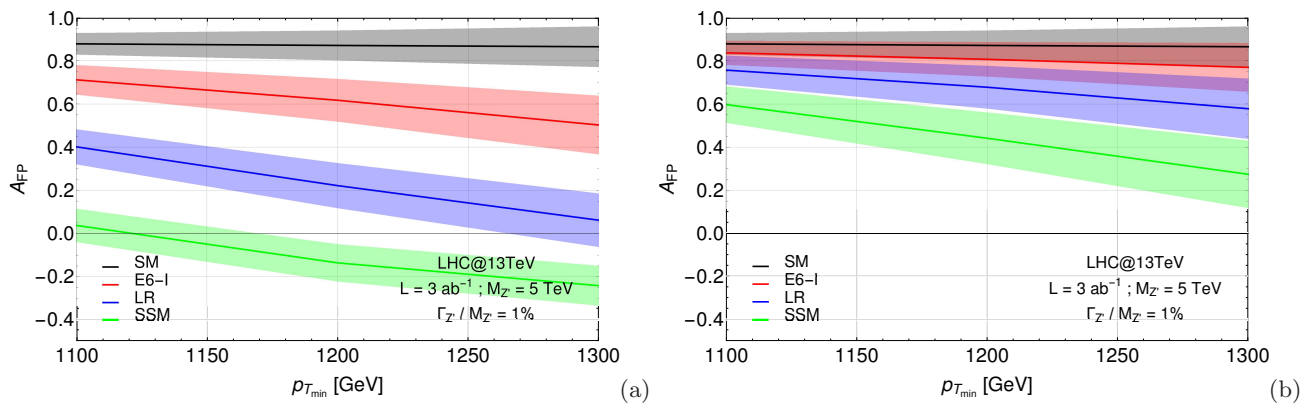 1.0
0.8
0.6
0.4
0.2
0.0
−0.2
−0.4
A_FP
SM
E6−I
LR
SSM
LHC@13TeV
L = 3 ab⁻¹ ; M_Z' = 5 TeV
Γ_Z' / M_Z' = 1%
1100 1150 1200 1250 1300
p_T_min [GeV]
(a)
1.0
0.8
0.6
0.4
0.2
0.0
−0.2
−0.4
A_FP
SM
E6−I
LR
SSM
LHC@13TeV
L = 3 ab⁻¹ ; M_Z' = 5 TeV
Γ_Z' / M_Z' = 1%
1100 1150 1200 1250 1300
p_T_min [GeV]
(b)